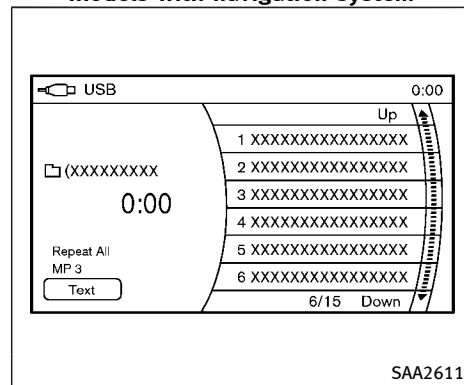 models with navigation system
USB 0:00
Up
1 XXXXXXXXXXXXXXXX
2 XXXXXXXXXXXXXXXX
3 XXXXXXXXXXXXXXXX
4 XXXXXXXXXXXXXXXX
5 XXXXXXXXXXXXXXXX
6 XXXXXXXXXXXXXXXX
6/15 Down
(XXXXXXXXX
0:00
Repeat All
MP 3
Text
SAA2611